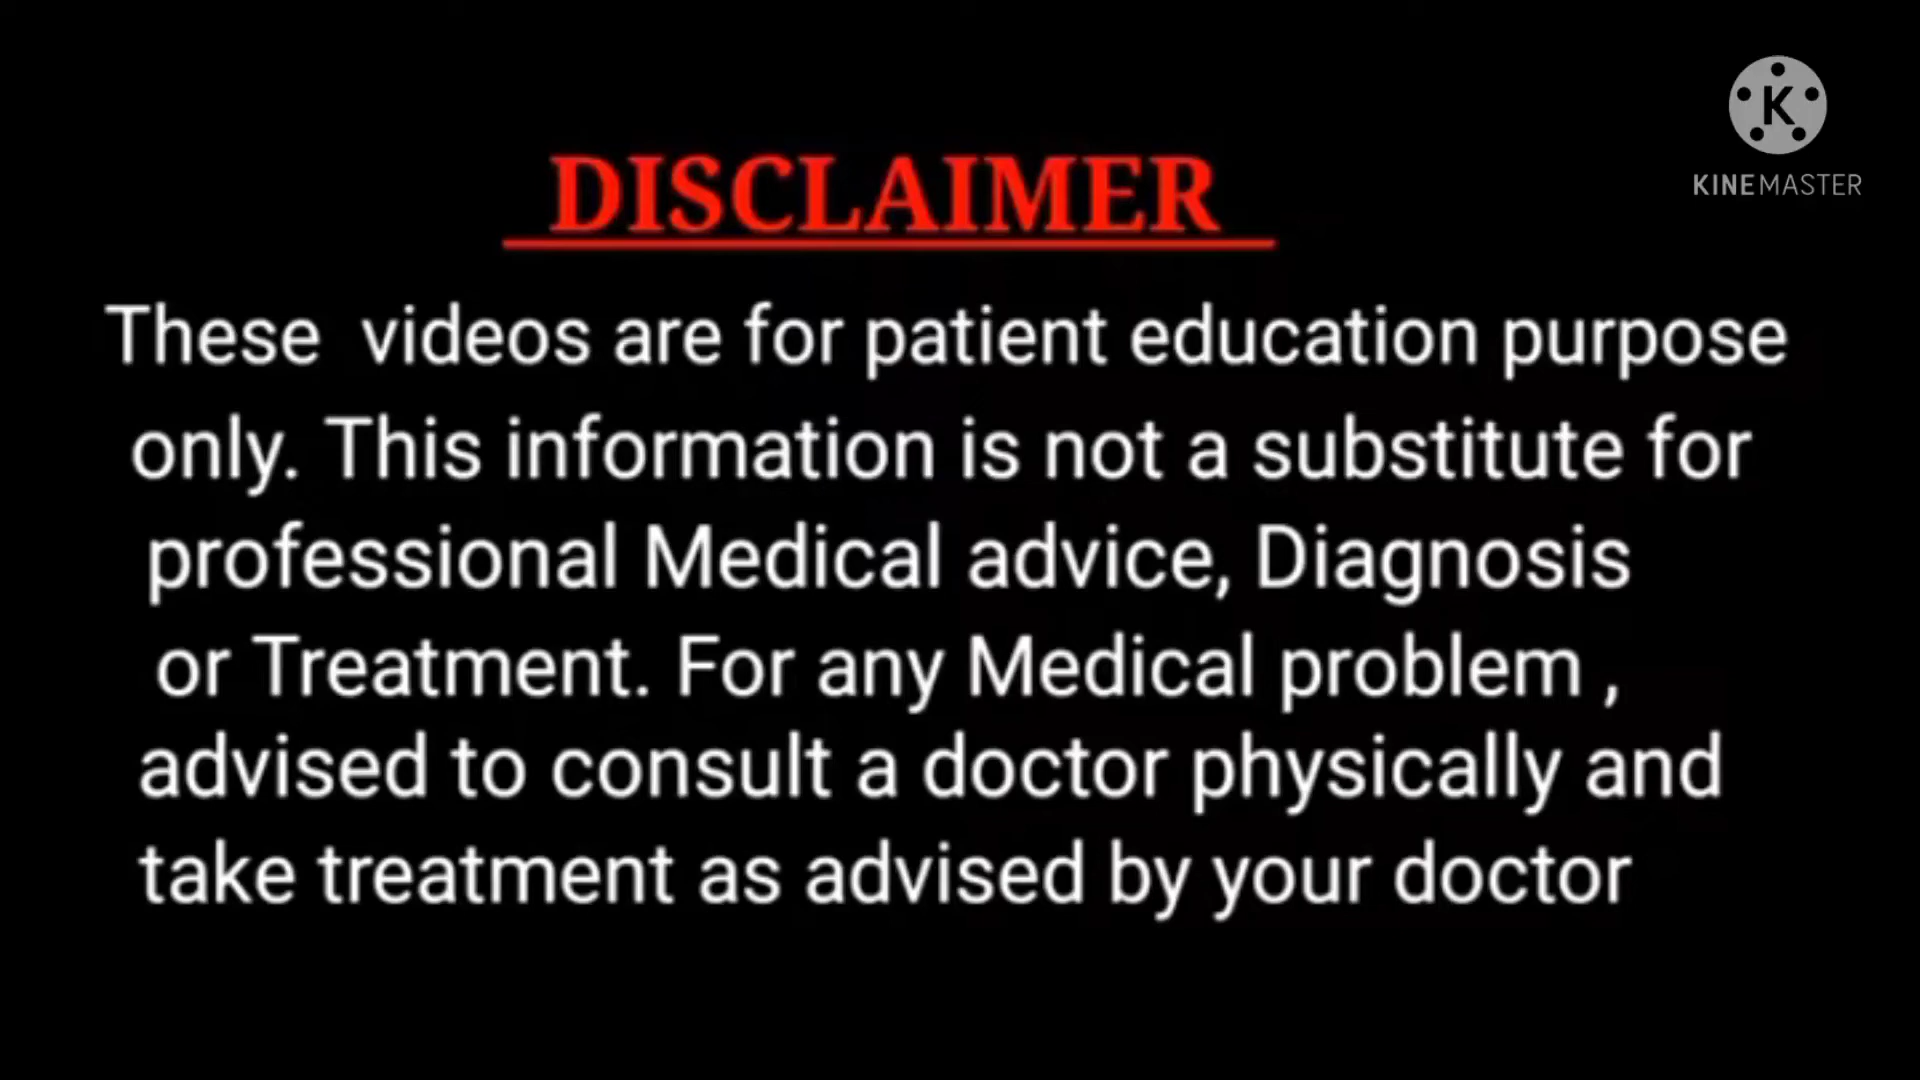 K
KINEMASTER
DISCLAIMER
These videos are for patient education purpose
only. This information is not a substitute for
professional Medical advice, Diagnosis
or Treatment. For any Medical problem ,
advised to consult a doctor physically and
take treatment as advised by your doctor